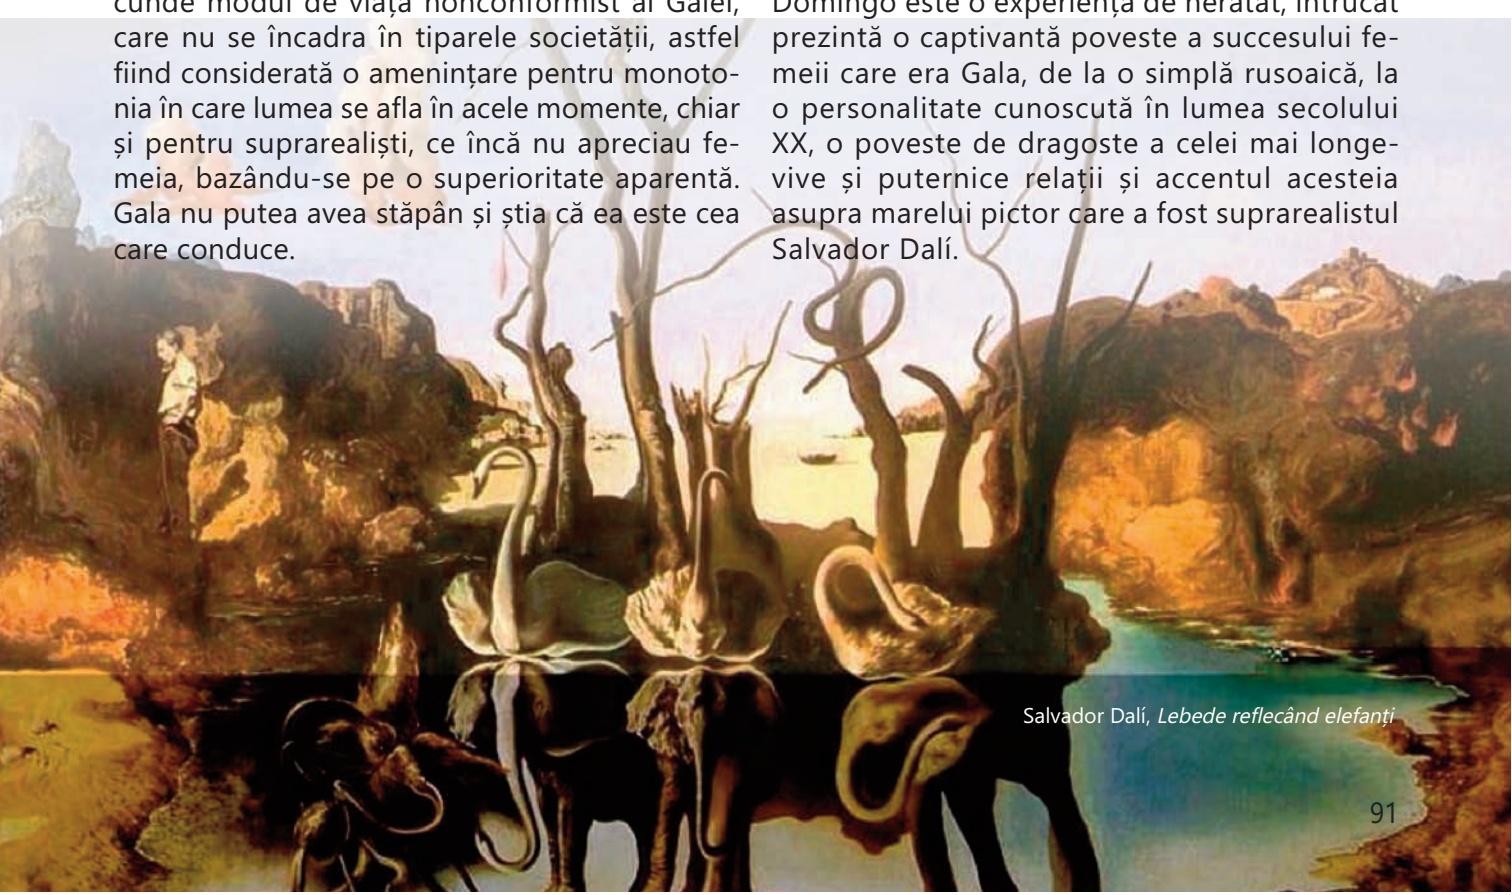 cunde modul de viață nonconformist al Galei,
care nu se încadra în tiparele societății, astfel
fiind considerată o amenințare pentru monoto-
nia în care lumea se afla în acele momente, chiar
și pentru suprarealiști, ce încă nu apreciau fe-
meia, bazându-se pe o superioritate aparentă.
Gala nu putea avea stăpân și știa că ea este cea
care conduce.
Domingo este o experiență de neratat, întrucât
prezintă o captivantă poveste a succesului fe-
meii care era Gala, de la o simplă rusoaică, la
o personalitate cunoscută în lumea secolului
XX, o poveste de dragoste a celei mai longe-
vive și puternice relații și accentul acesteia
asupra marelui pictor care a fost suprarealistul
Salvador Dalí.
Salvador Dalí, Lebede reflecând elefanți
91